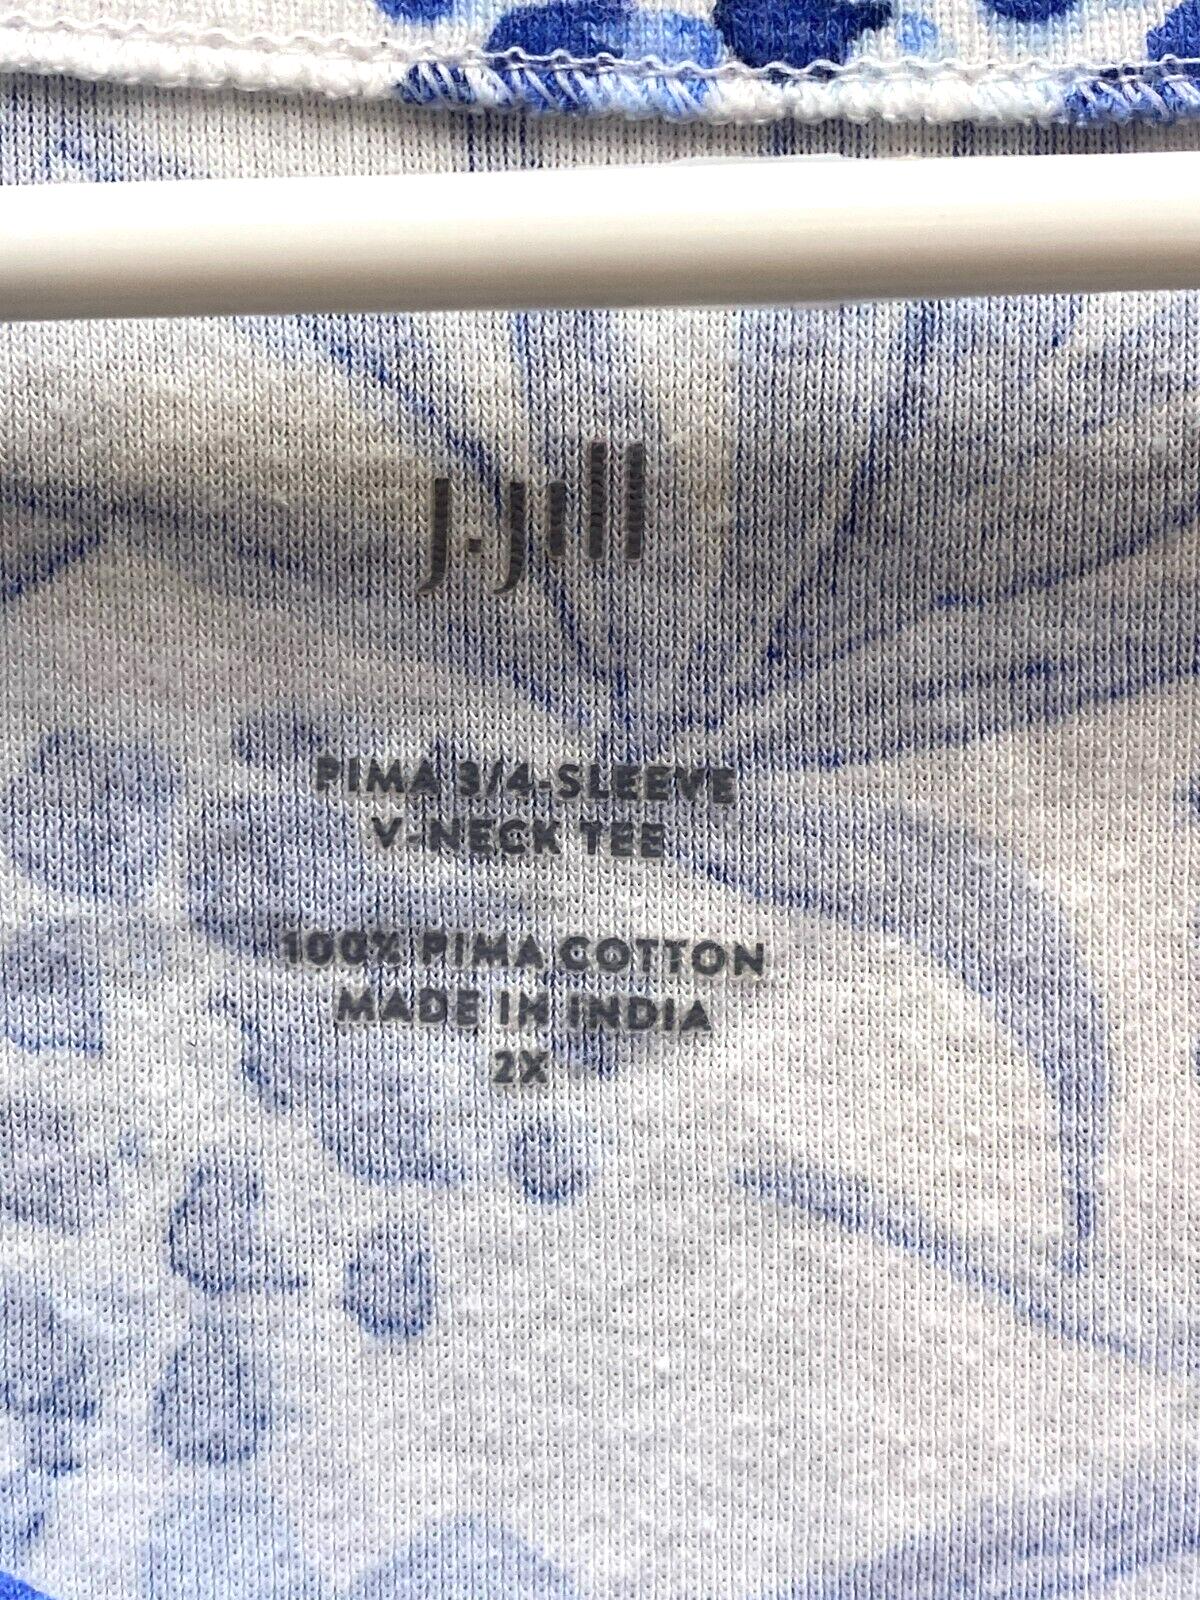 J.Jill
PIMA 3/4-SLEEVE
V-NECK TEE
100% PIMA COTTON
MADE IN INDIA
2X